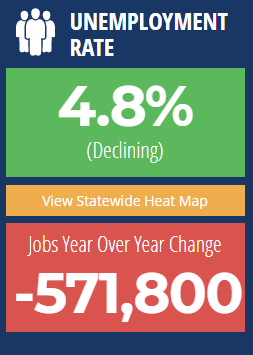 UNEMPLOYMENT
RATE
4.8%
(Declining)
View Statewide Heat Map
Jobs Year Over Year Change
-571,800